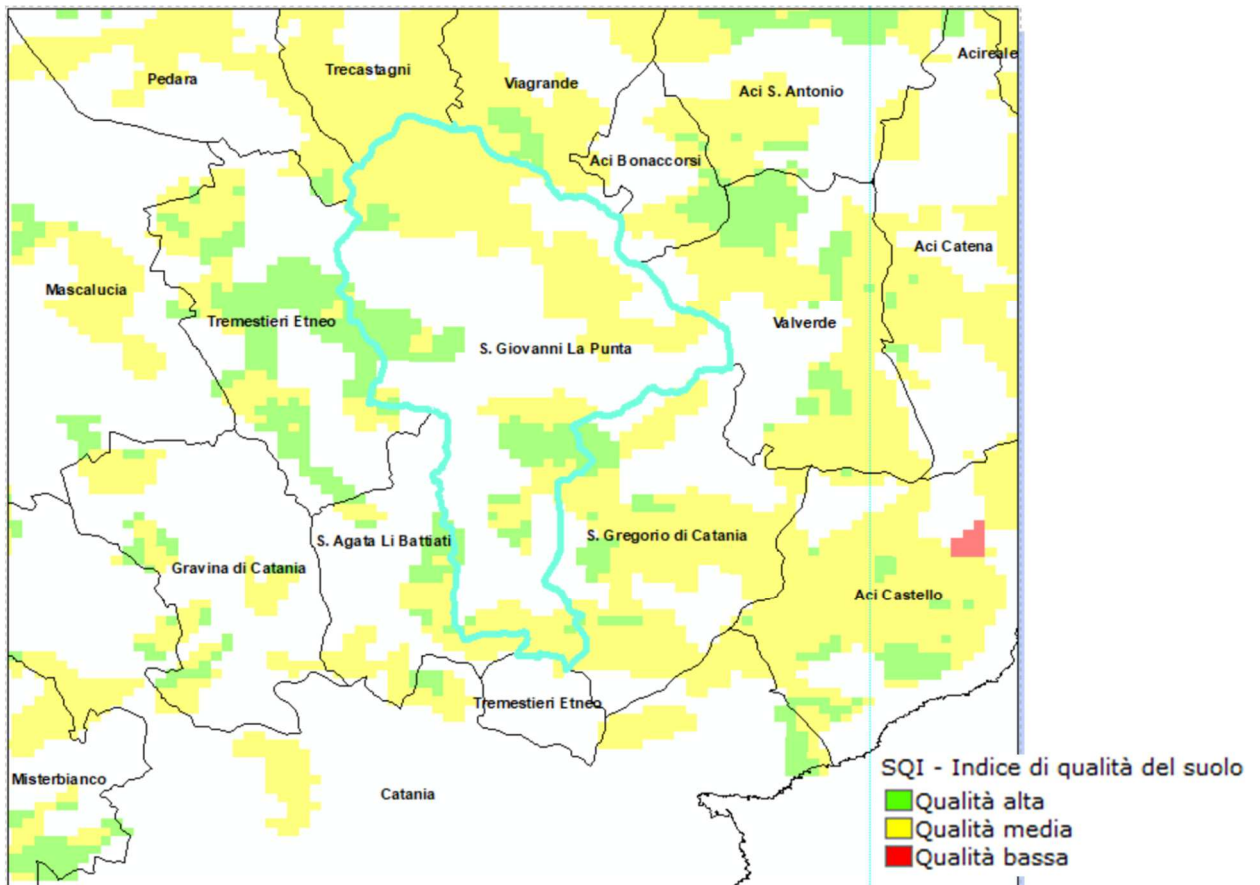 Acireale
Trecastagni
Pedara
Viagrande
Aci S. Antonio
Aci Bonaccorsi
Aci Catena
Mascalucia
Tremestieri Etneo
Valverde
S. Giovanni La Punta
S. Agata Li Battiati
S. Gregorio di Catania
Gravina di Catania
Aci Castello
Tremestieri Etneo
Misterbianco
Catania
SQI - Indice di qualità del suolo
Qualità alta
Qualità media
Qualità bassa